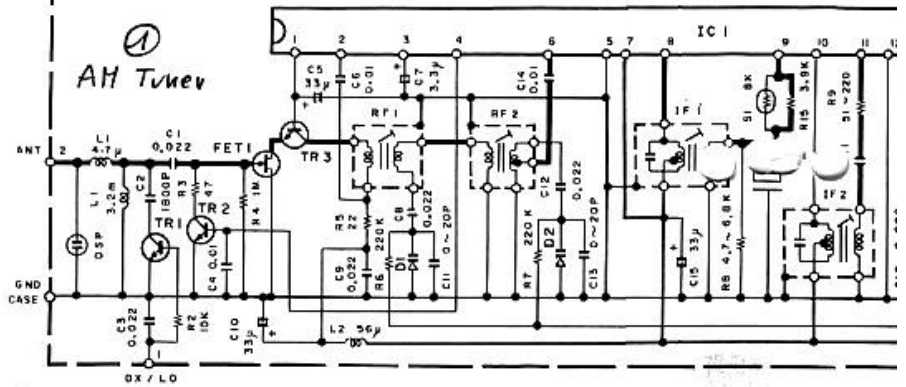 ①
AM Tuner
IC 1
1 2 3 4 6 5 7 8 9 10 11 12
C5
33μ
C6
0.01
C7
3.3μ
C14
0.01
S1 8K
R15 3.9K
R9
51~220
RF1
RF2
IF1
IF2
ANT
2
L1
4.7μ
C1
0.022
FET1
TR3
L1
3.2m
C2
1800P
R3
47
R4 1M
TR1
TR2
DSP
C4 0.01
R5
22
220K
R6
C8
0.022
0~20P
C9
0.022
D1
C11
C12
0.022
220K
R7
D2
0~20P
C13
C15 33μ
R8 4.7~6.8K
GND
CASE
C3
0.022
R2
10K
C10
33μ
L2 56μ
1
DX / LO